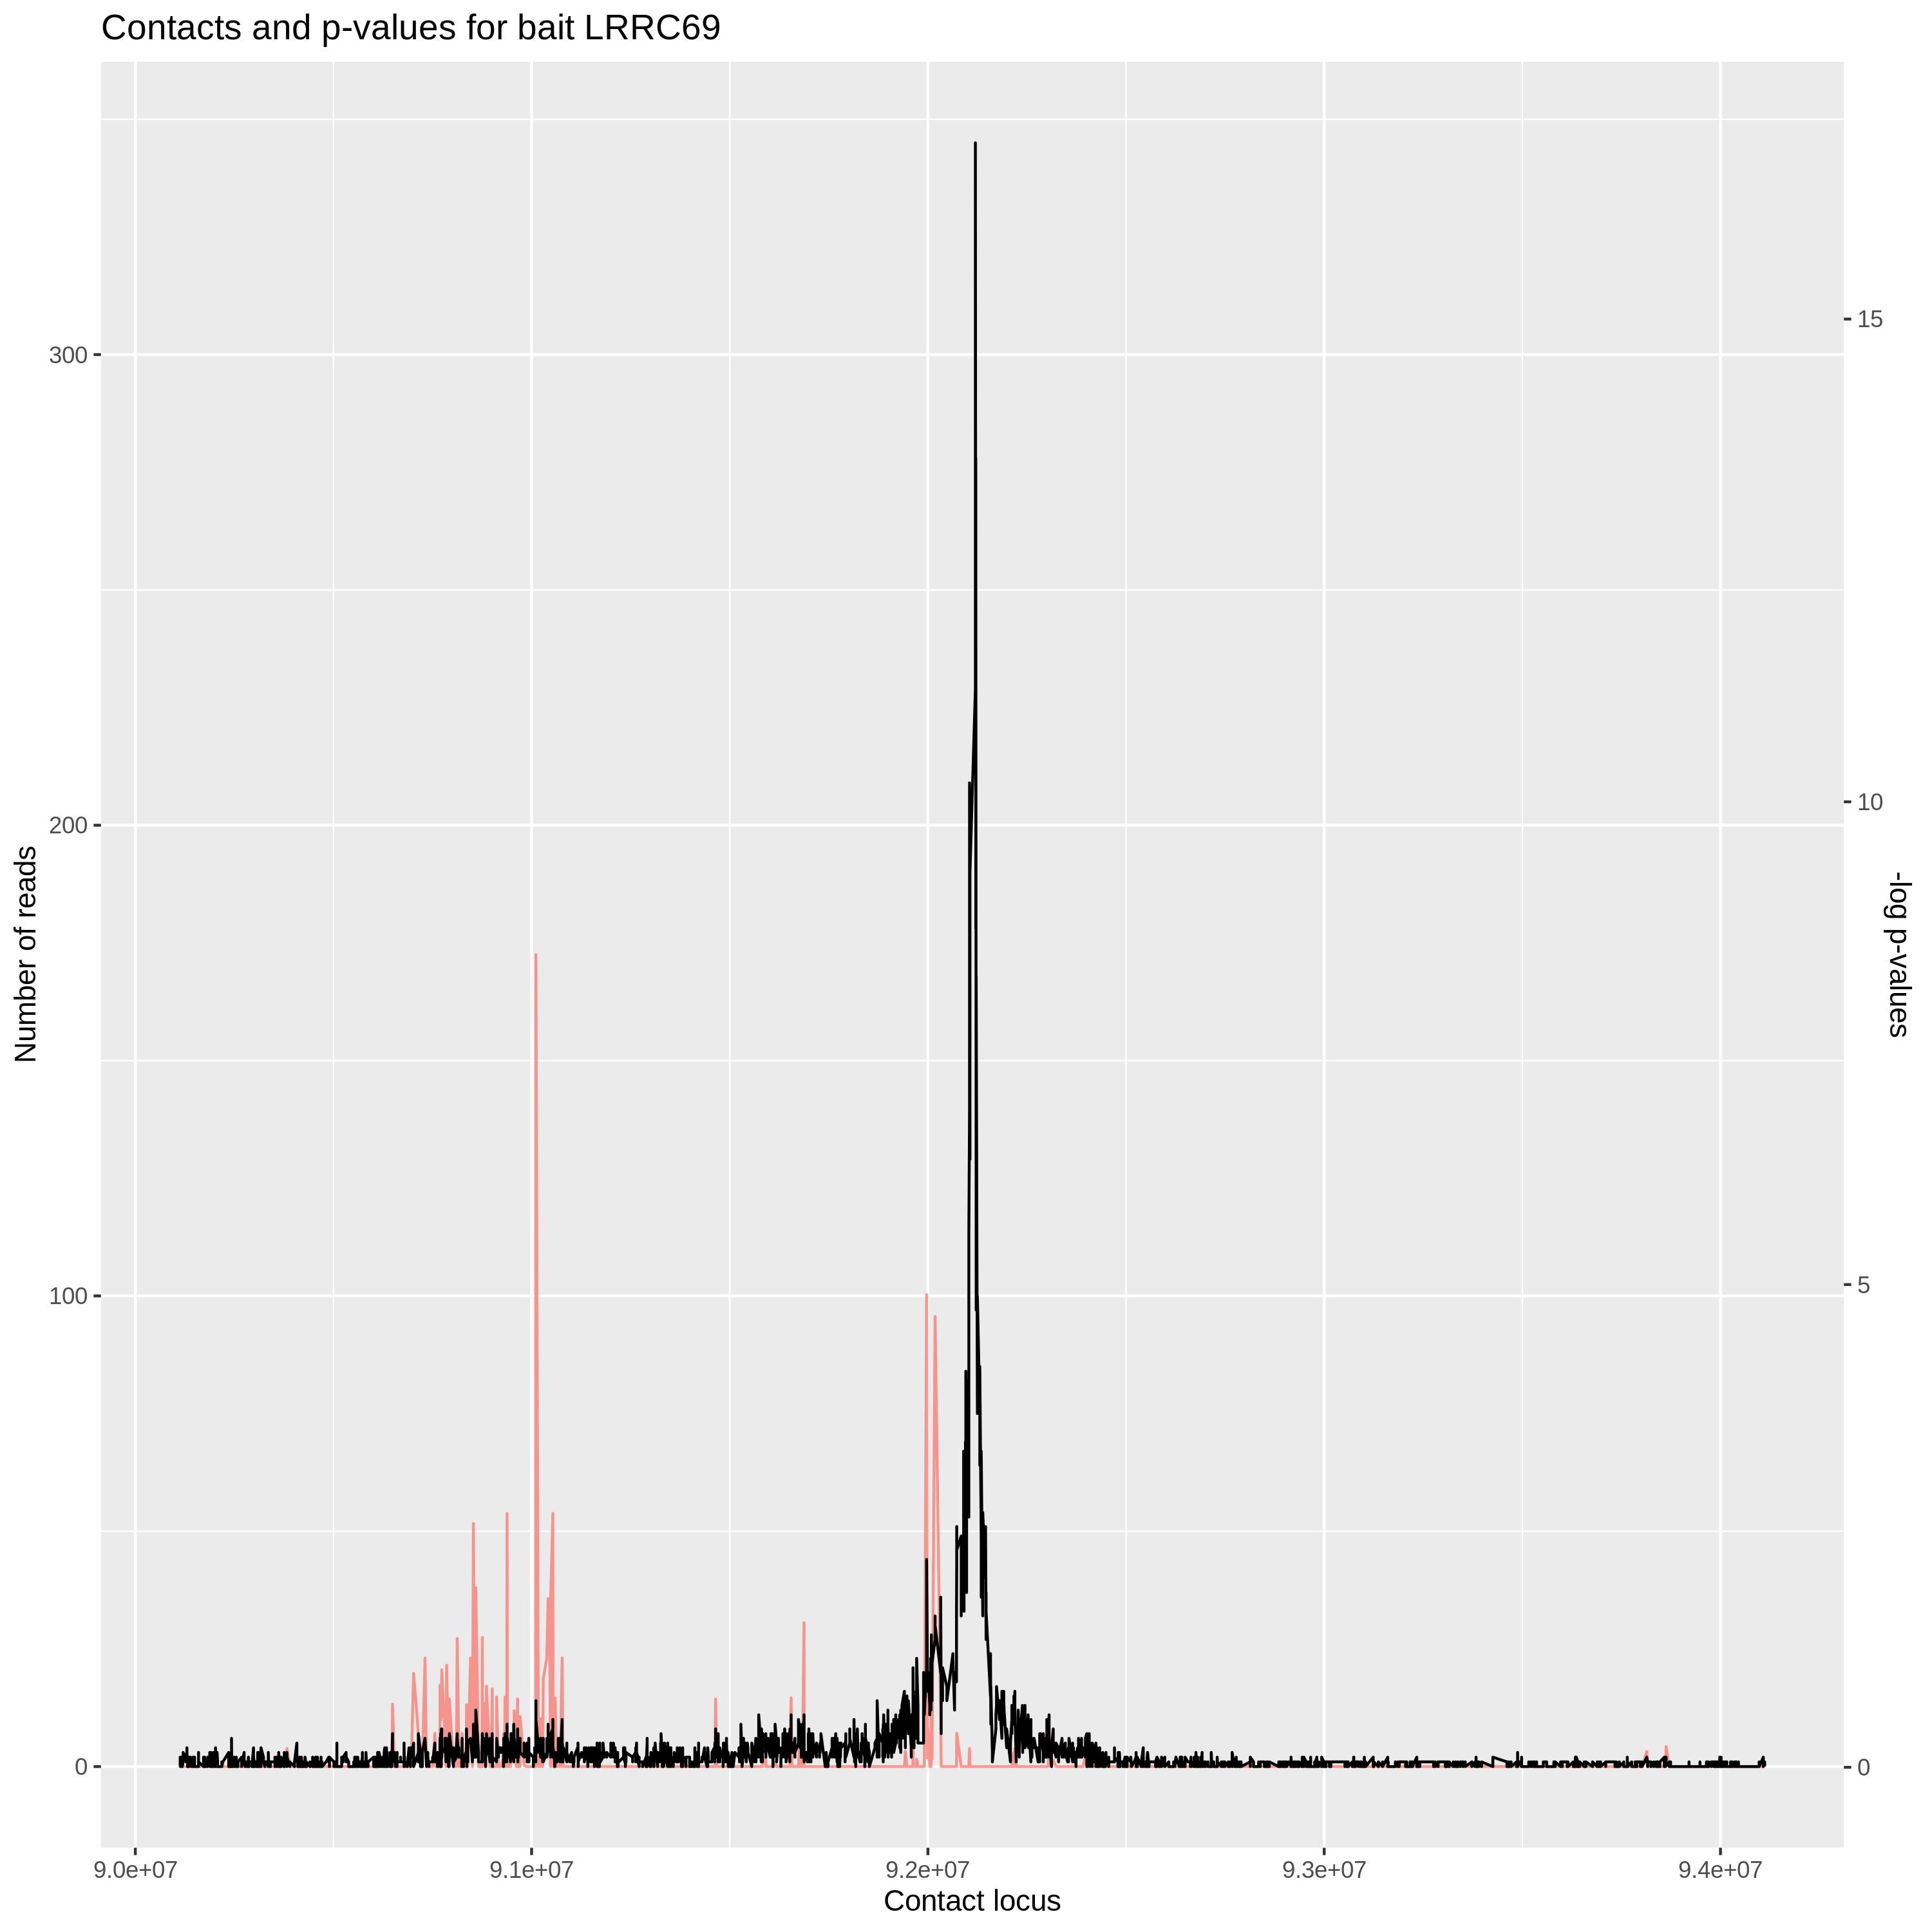 Contacts and p-values for bait LRRC69
300
200
100
0
Number of reads
15
10
5
0
-log p-values
9.0e+07
9.1e+07
9.2e+07
9.3e+07
9.4e+07
Contact locus